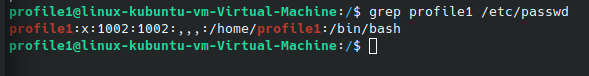 profile1@linux-kubuntu-vm-Virtual-Machine:/$ grep profile1 /etc/passwd
profile1:x:1002:1002:,,,:/home/profile1:/bin/bash
profile1@linux-kubuntu-vm-Virtual-Machine:/$